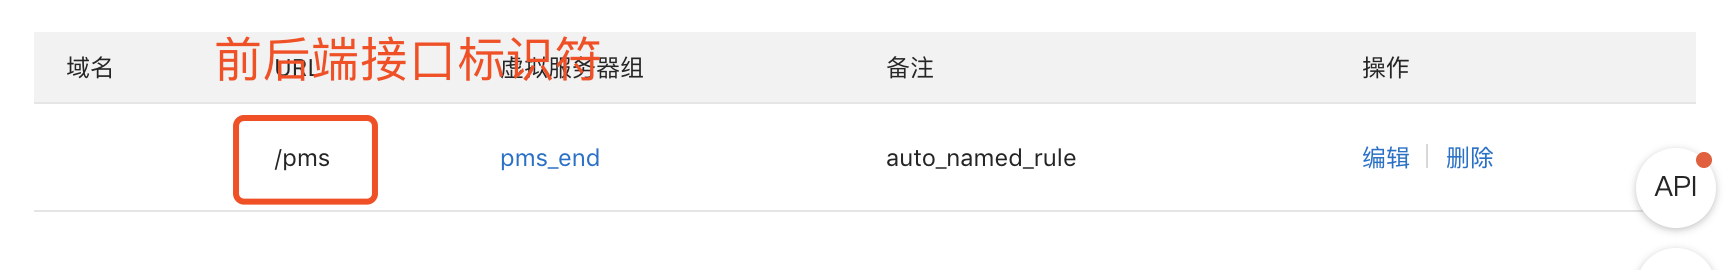 前后端接口标识符
域名 URL 虚拟服务器组 备注 操作
/pms pms_end auto_named_rule 编辑 删除
API